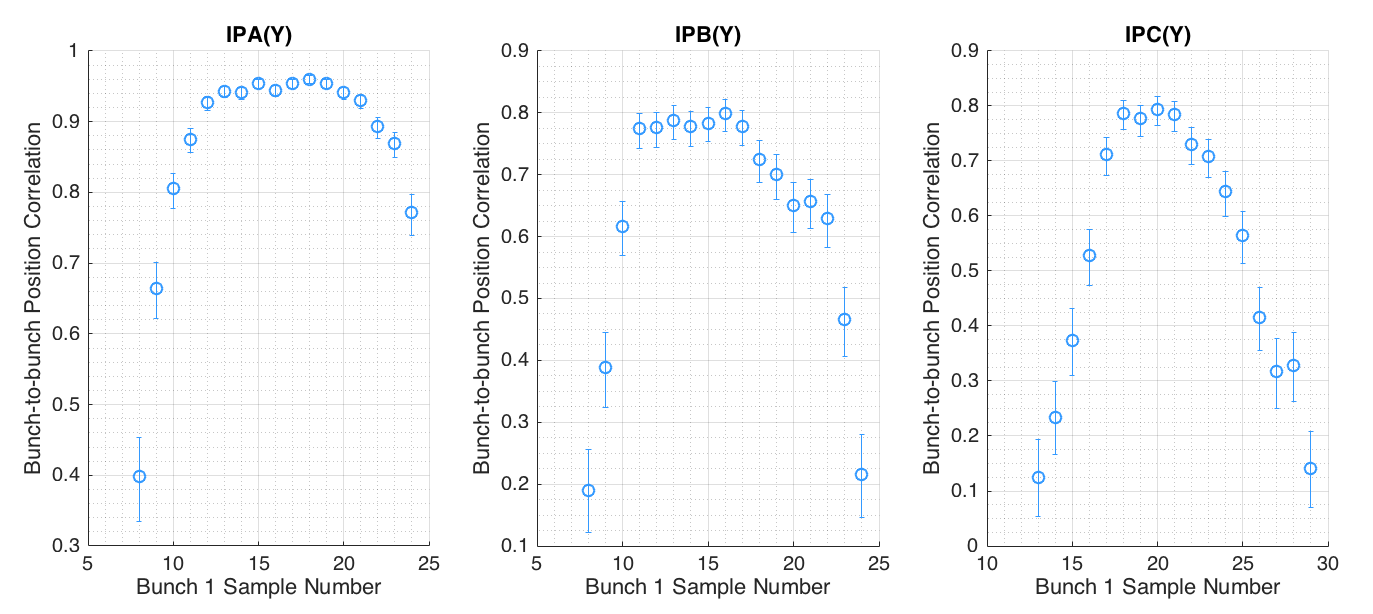 IPA(Y)
Bunch-to-bunch Position Correlation
1
0.9
0.8
0.7
0.6
0.5
0.4
0.3
5 10 15 20 25
Bunch 1 Sample Number
IPB(Y)
Bunch-to-bunch Position Correlation
0.9
0.8
0.7
0.6
0.5
0.4
0.3
0.2
0.1
5 10 15 20 25
Bunch 1 Sample Number
IPC(Y)
Bunch-to-bunch Position Correlation
0.9
0.8
0.7
0.6
0.5
0.4
0.3
0.2
0.1
0
10 15 20 25 30
Bunch 1 Sample Number